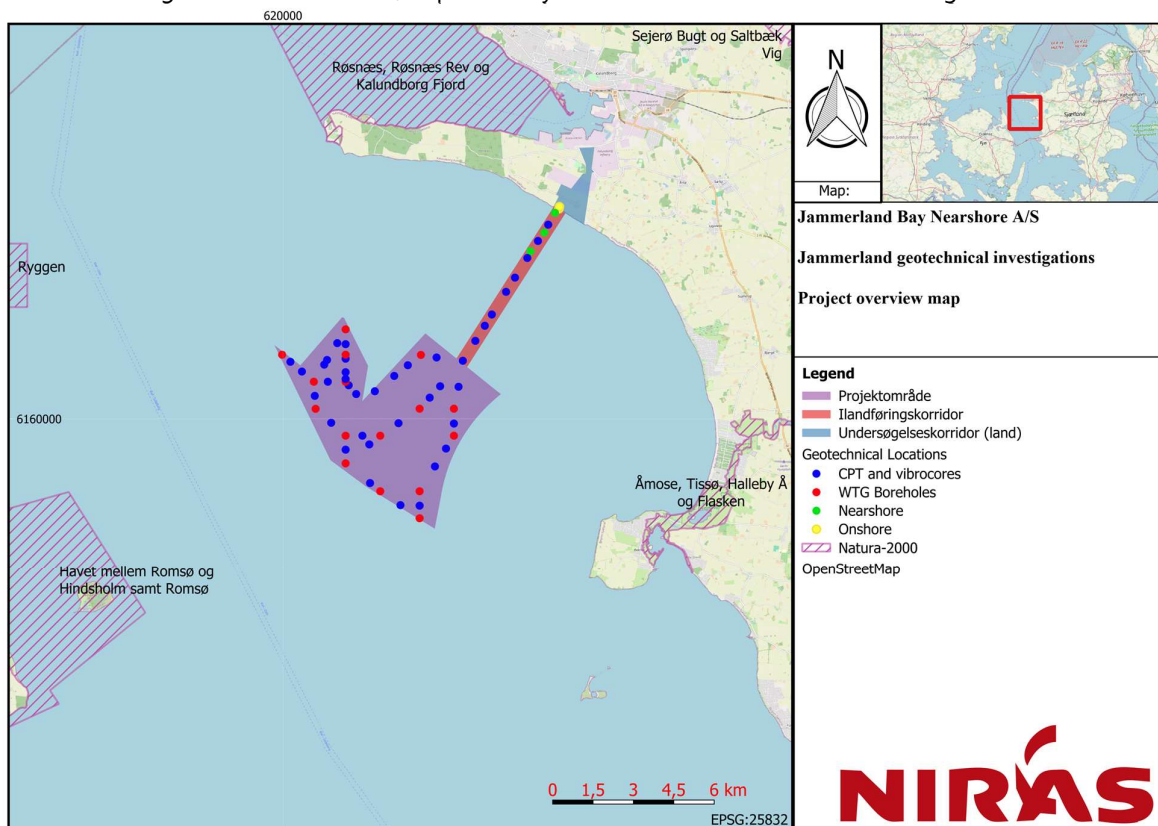 620000
Sejerø Bugt og Saltbæk
Vig
Røsnæs, Røsnæs Rev og
Kalundborg Fjord
Ryggen
6160000
Åmose, Tissø, Halleby Å
og Flasken
Havet mellem Romsø og
Hindsholm samt Romsø
0 1,5 3 4,5 6 km
EPSG:25832
N
Map:
Jammerland Bay Nearshore A/S
Jammerland geotechnical investigations
Project overview map
Legend
Projektområde
Ilandføringskorridor
Undersøgelseskorridor (land)
Geotechnical Locations
CPT and vibrocores
WTG Boreholes
Nearshore
Onshore
Natura-2000
OpenStreetMap
NIRÁS